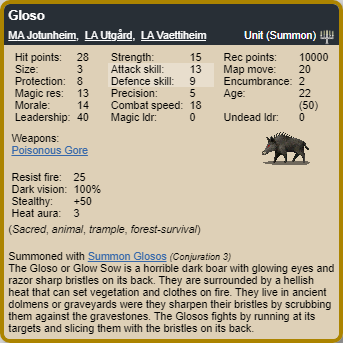 Gloso
MA Jotunheim, LA Utgård, LA Vaettiheim Unit (Summon)
Hit points: 28 Strength: 15 Rec points: 10000
Size: 3 Attack skill: 13 Map move: 20
Protection: 8 Defence skill: 9 Encumbrance: 2
Magic res: 13 Precision: 5 Age: 22
Morale: 14 Combat speed: 18 (50)
Leadership: 40 Magic ldr: 0 Undead ldr: 0
Weapons:
Poisonous Gore
Resist fire: 25
Dark vision: 100%
Stealthy: +50
Heat aura: 3
(Sacred, animal, trample, forest-survival)
Summoned with Summon Glosos (Conjuration 3)
The Gloso or Glow Sow is a horrible dark boar with glowing eyes and
razor sharp bristles on its back. They are surrounded by a hellish
heat that can set vegetation and clothes on fire. They live in ancient
dolmens or graveyards were they sharpen their bristles by scrubbing
them against the gravestones. The Glosos fights by running at its
targets and slicing them with the bristles on its back.